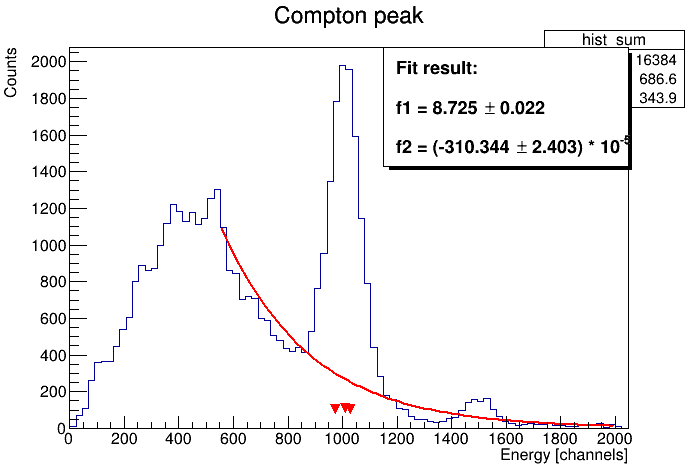 Compton peak
hist_sum
16384
686.6
343.9
Fit result:
f1 = 8.725 ± 0.022
f2 = (-310.344 ± 2.403) * 10^-5
Counts
2000
1800
1600
1400
1200
1000
800
600
400
200
0
0 200 400 600 800 1000 1200 1400 1600 1800 2000
Energy [channels]